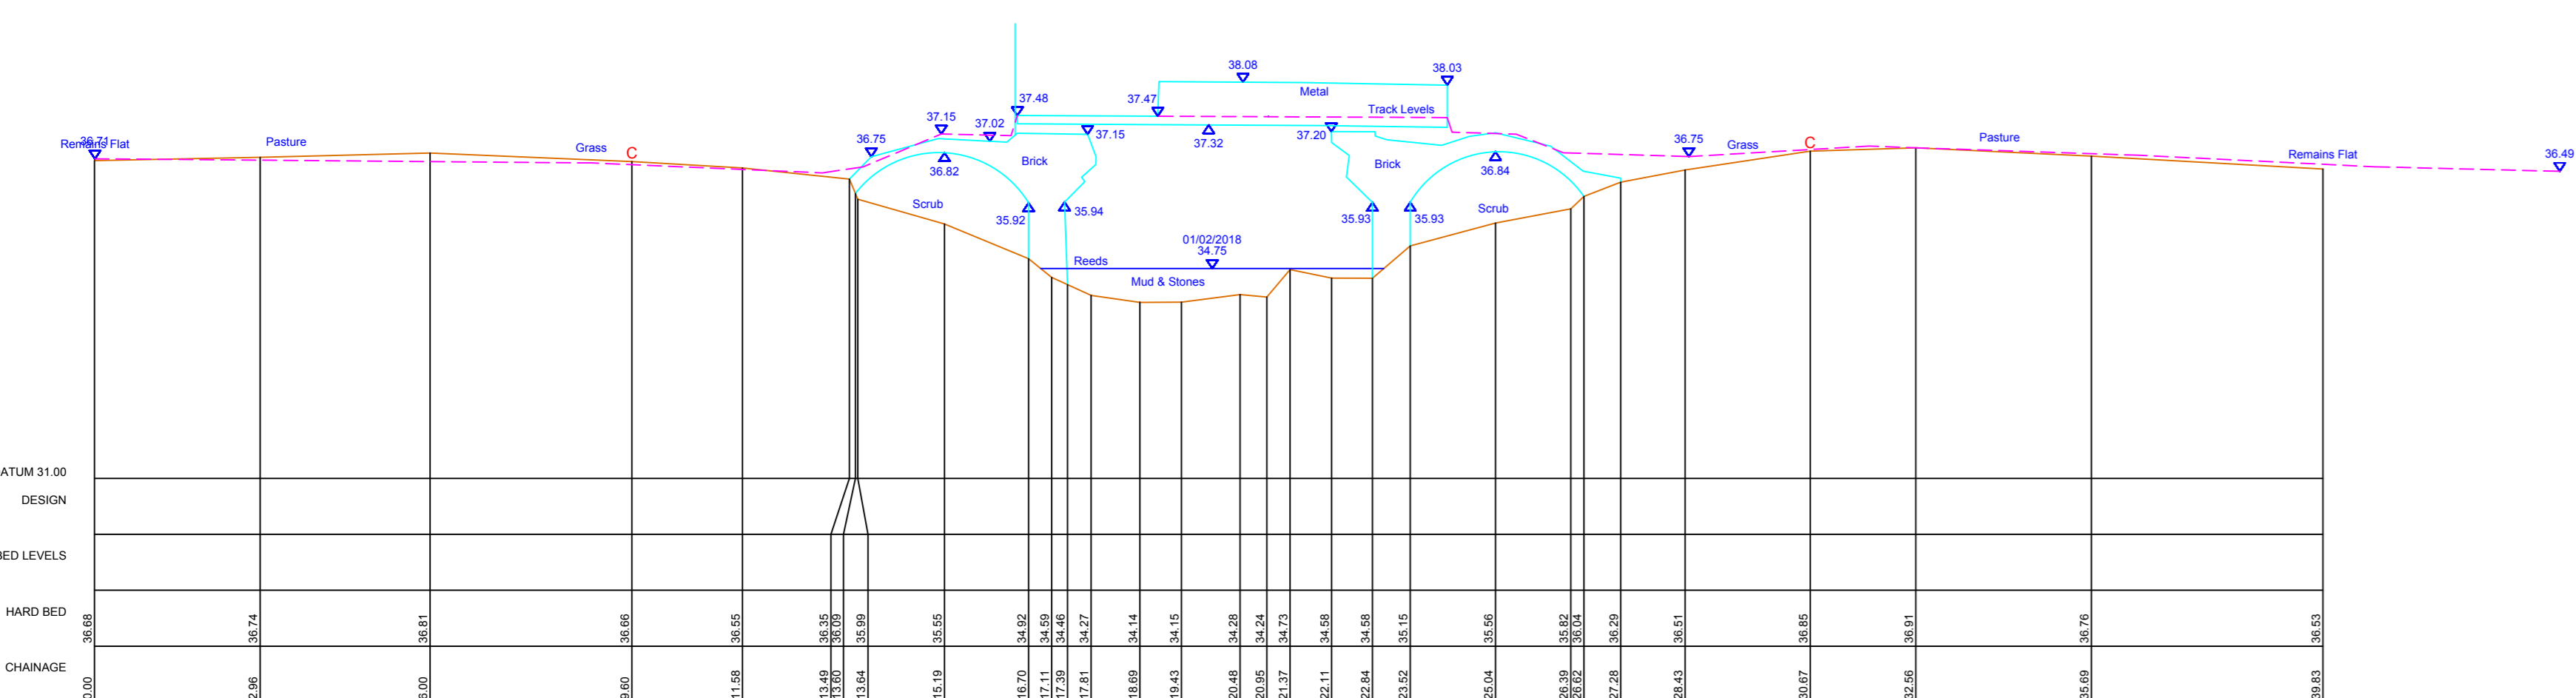 38.08
38.03
Metal
37.48
37.47
Track Levels
37.15
37.02
37.15
37.20
37.32
36.71
Remains Flat
Pasture
Grass
C
36.75
Brick
Brick
36.75
Grass
C
Pasture
Remains Flat
36.49
36.82
36.84
Scrub
35.92
35.94
35.93
35.93
Scrub
01/02/2018
34.75
Reeds
Mud & Stones
ATUM 31.00
DESIGN
BED LEVELS
HARD BED
36.68 36.74 36.81 36.66 36.55 36.35 36.09 35.99 35.55 34.92 34.59 34.46 34.27 34.14 34.15 34.28 34.24 34.73 34.58 34.58 35.15 35.56 35.82 36.04 36.29 36.51 36.85 36.91 36.76 36.53
CHAINAGE
0.00 2.96 6.00 9.60 11.58 13.49 13.60 13.64 15.19 16.70 17.11 17.39 17.81 18.69 19.43 20.48 20.95 21.37 22.11 22.84 23.52 25.04 26.39 26.62 27.28 28.43 30.67 32.56 35.69 39.83